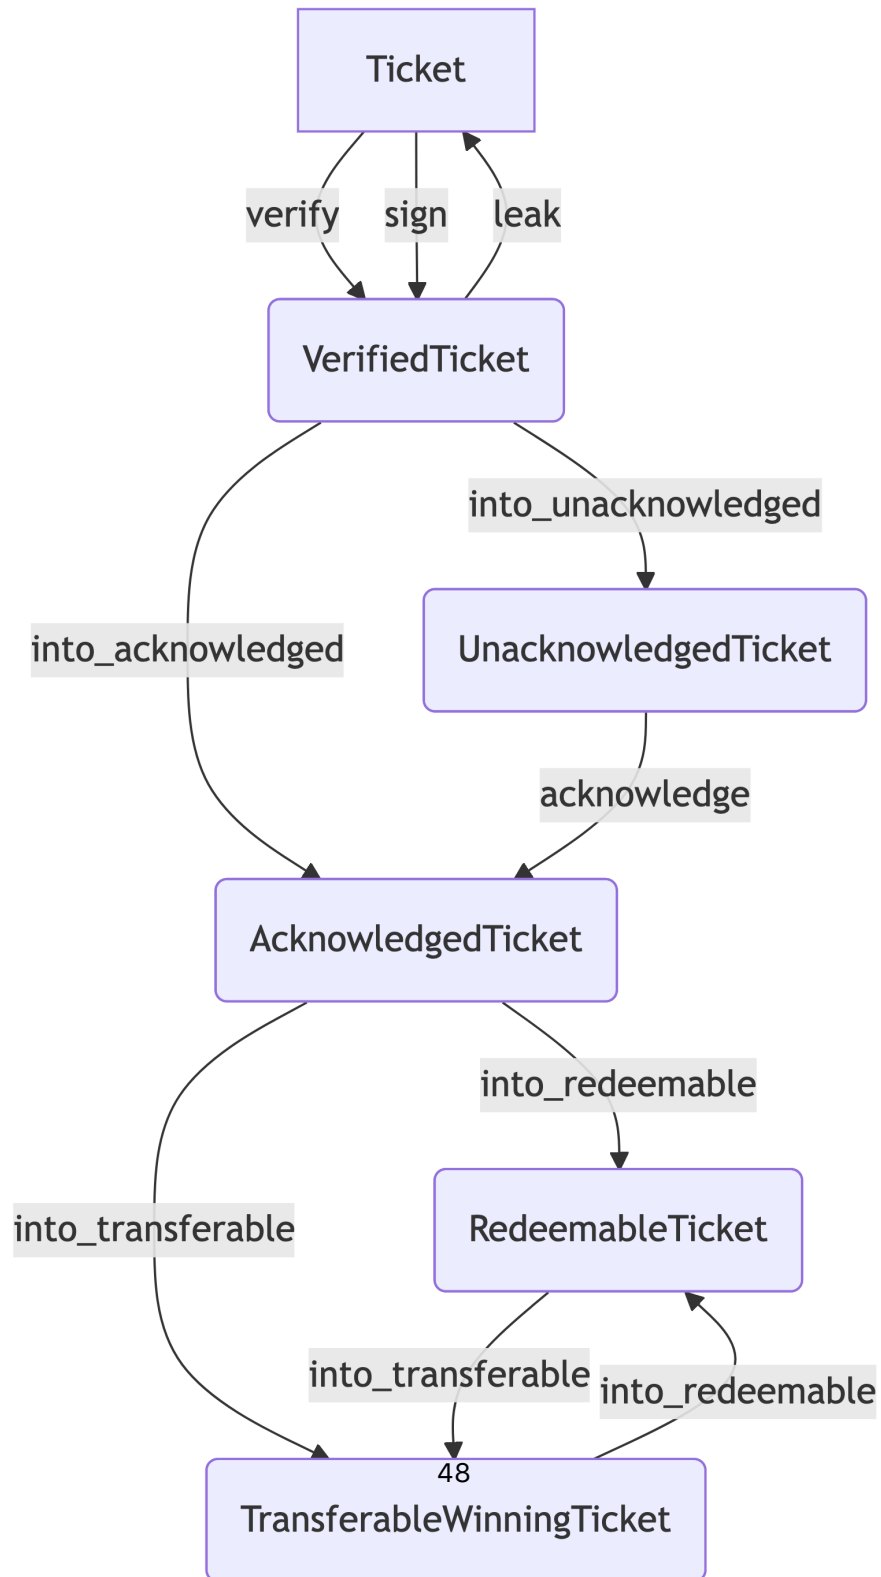 Ticket
verify
sign
leak
VerifiedTicket
into_unacknowledged
into_acknowledged
UnacknowledgedTicket
acknowledge
AcknowledgedTicket
into_redeemable
into_transferable
RedeemableTicket
into_transferable
into_redeemable
48
TransferableWinningTicket